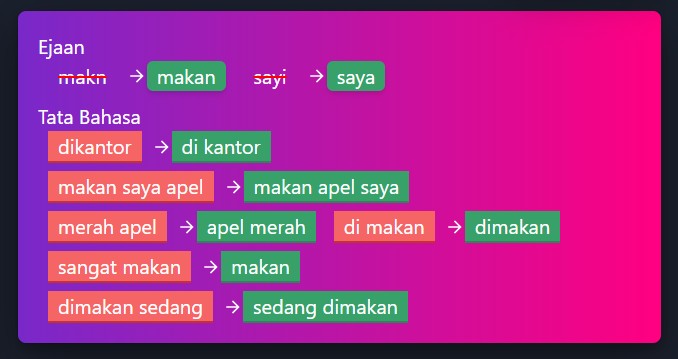 Ejaan
makn → makan sayi → saya
Tata Bahasa
dikantor → di kantor
makan saya apel → makan apel saya
merah apel → apel merah di makan → dimakan
sangat makan → makan
dimakan sedang → sedang dimakan